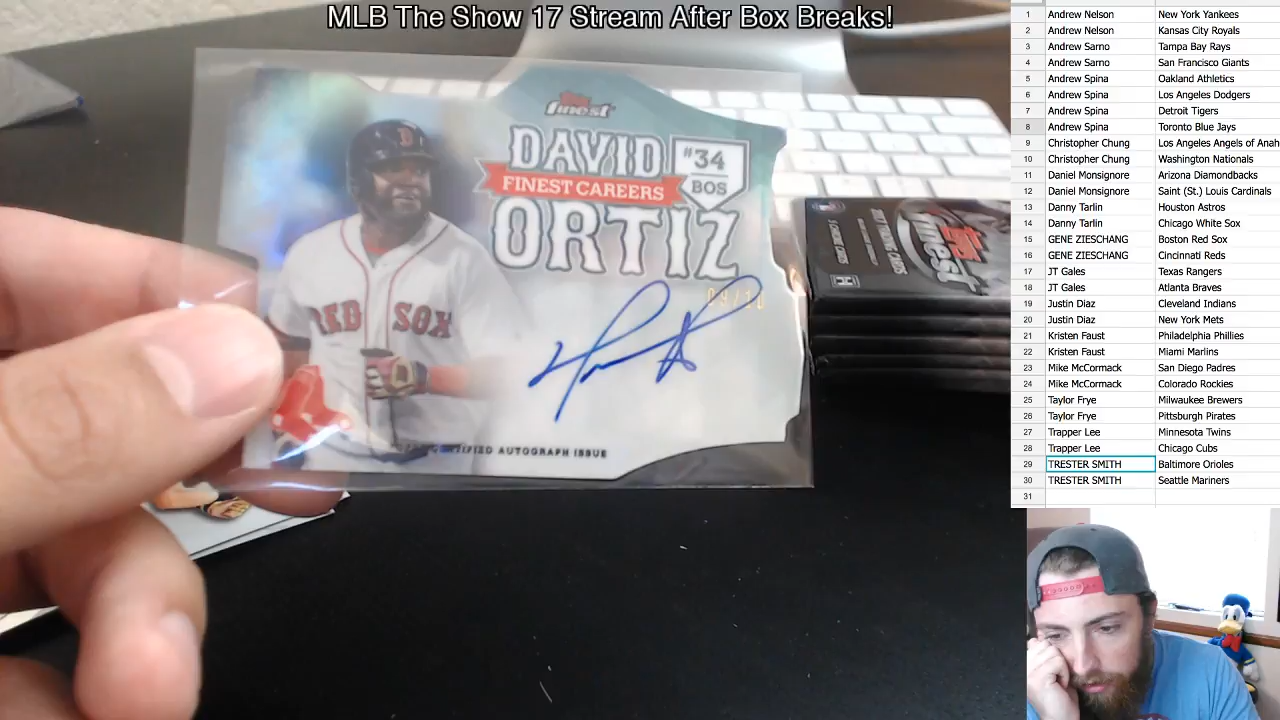 MLB The Show 17 Stream After Box Breaks!
Topps
finest
DAVID
#34
BOS
FINEST CAREERS
ORTIZ
09/10
RED SOX
CERTIFIED AUTOGRAPH ISSUE
Topps
finest
1 Andrew Nelson New York Yankees
2 Andrew Nelson Kansas City Royals
3 Andrew Sarno Tampa Bay Rays
4 Andrew Sarno San Francisco Giants
5 Andrew Spina Oakland Athletics
6 Andrew Spina Los Angeles Dodgers
7 Andrew Spina Detroit Tigers
8 Andrew Spina Toronto Blue Jays
9 Christopher Chung Los Angeles Angels of Anah
10 Christopher Chung Washington Nationals
11 Daniel Monsignore Arizona Diamondbacks
12 Daniel Monsignore Saint (St.) Louis Cardinals
13 Danny Tarlin Houston Astros
14 Danny Tarlin Chicago White Sox
15 GENE ZIESCHANG Boston Red Sox
16 GENE ZIESCHANG Cincinnati Reds
17 JT Gales Texas Rangers
18 JT Gales Atlanta Braves
19 Justin Diaz Cleveland Indians
20 Justin Diaz New York Mets
21 Kristen Faust Philadelphia Phillies
22 Kristen Faust Miami Marlins
23 Mike McCormack San Diego Padres
24 Mike McCormack Colorado Rockies
25 Taylor Frye Milwaukee Brewers
26 Taylor Frye Pittsburgh Pirates
27 Trapper Lee Minnesota Twins
28 Trapper Lee Chicago Cubs
29 TRESTER SMITH Baltimore Orioles
30 TRESTER SMITH Seattle Mariners
31